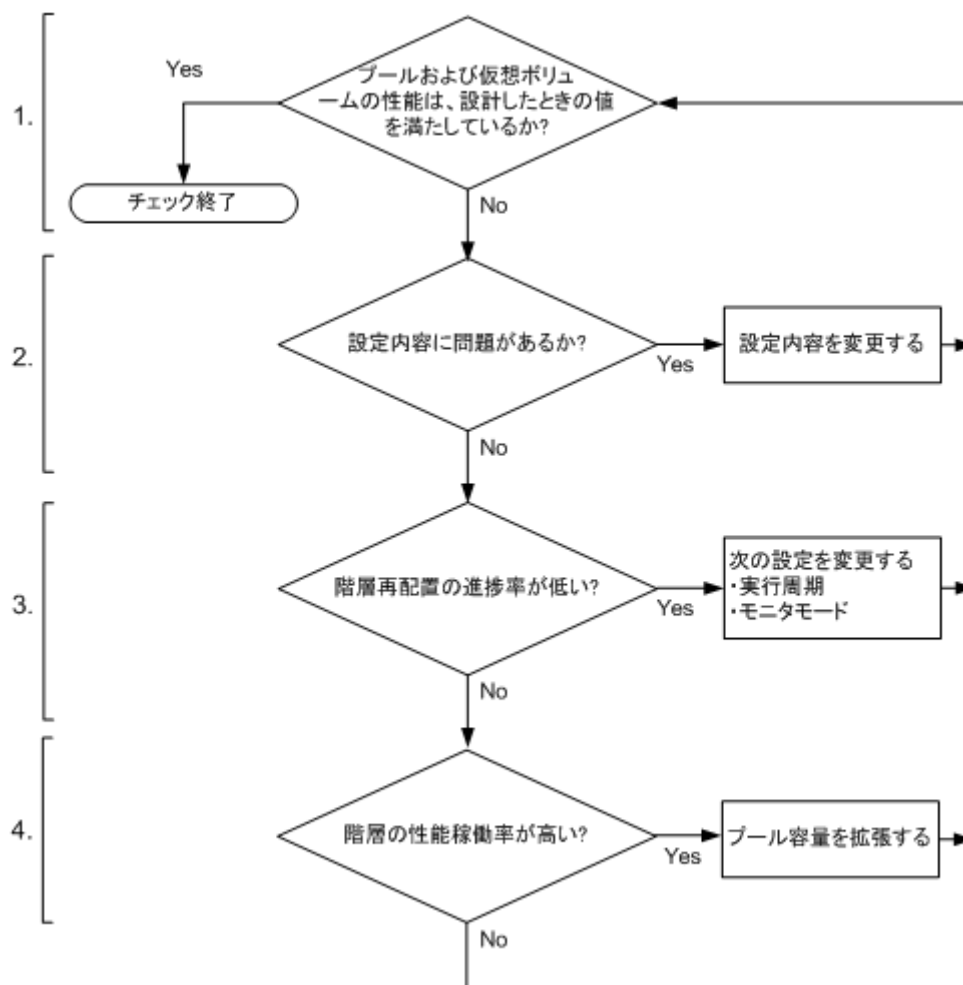 1.
Yes
プールおよび仮想ボリュ
ームの性能は、設計したときの値
を満たしているか?
チェック終了
No
2.
設定内容に問題があるか?
Yes
設定内容を変更する
No
3.
階層再配置の進捗率が低い?
Yes
次の設定を変更する
・実行周期
・モニタモード
No
4.
階層の性能稼働率が高い?
Yes
プール容量を拡張する
No